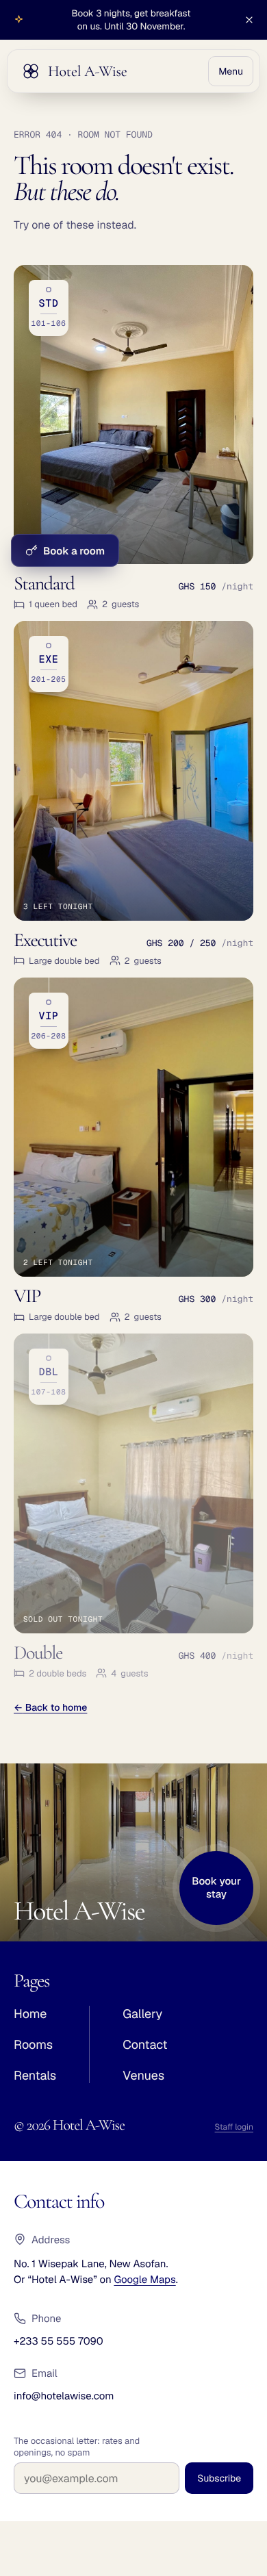 Book 3 nights, get breakfast
on us. Until 30 November.
Hotel A-Wise
Menu
ERROR 404 · ROOM NOT FOUND
This room doesn't exist.
But these do.
Try one of these instead.
STD
101–106
Book a room
Standard
GHS 150 /night
1 queen bed
2 guests
EXE
201–205
3 LEFT TONIGHT
Executive
GHS 200 / 250 /night
Large double bed
2 guests
VIP
206–208
2 LEFT TONIGHT
VIP
GHS 300 /night
Large double bed
2 guests
DBL
107–108
SOLD OUT TONIGHT
Double
GHS 400 /night
2 double beds
4 guests
← Back to home
Hotel A-Wise
Book your
stay
Pages
Home
Gallery
Rooms
Contact
Rentals
Venues
© 2026 Hotel A-Wise
Staff login
Contact info
Address
No. 1 Wisepak Lane, New Asofan.
Or “Hotel A-Wise” on Google Maps.
Phone
+233 55 555 7090
Email
info@hotelawise.com
The occasional letter: rates and
openings, no spam
you@example.com
Subscribe